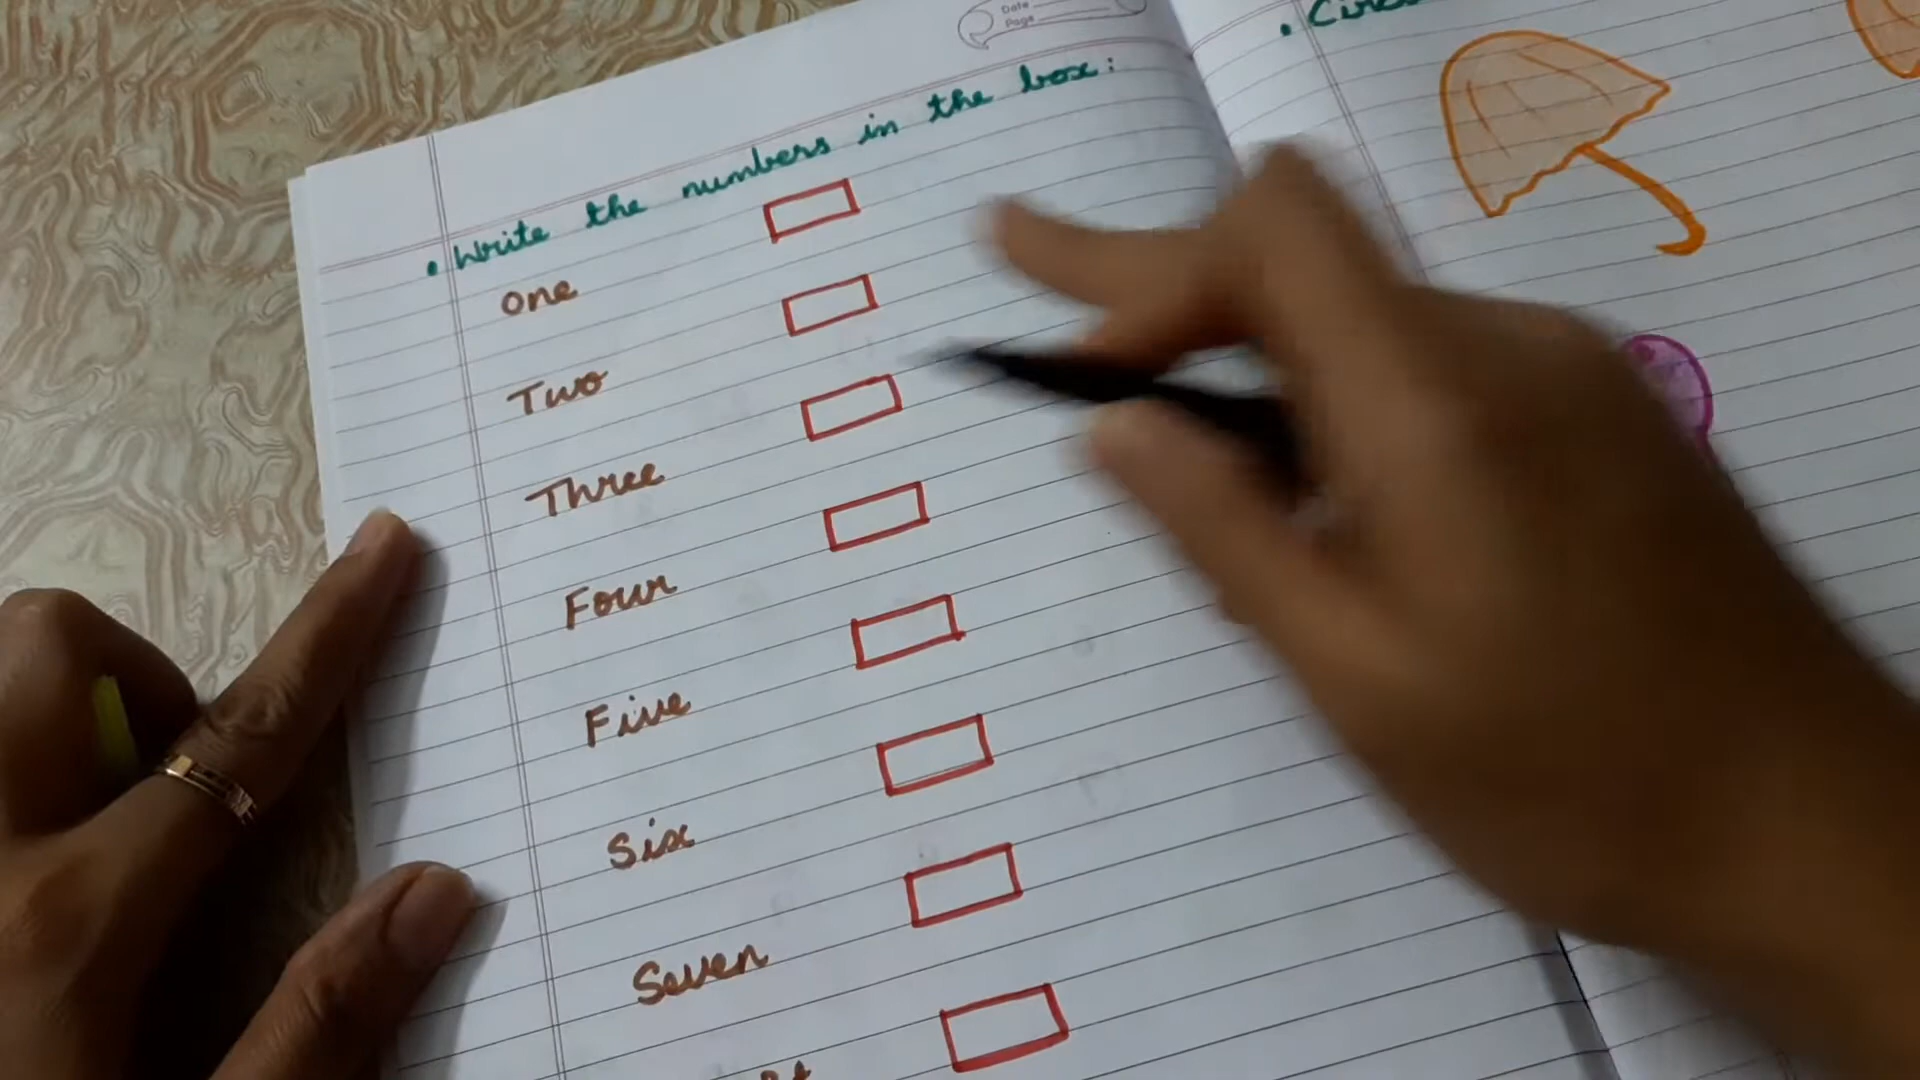 Date
Page
• Write the numbers in the box:
One
Two
Three
Four
Five
Six
Seven